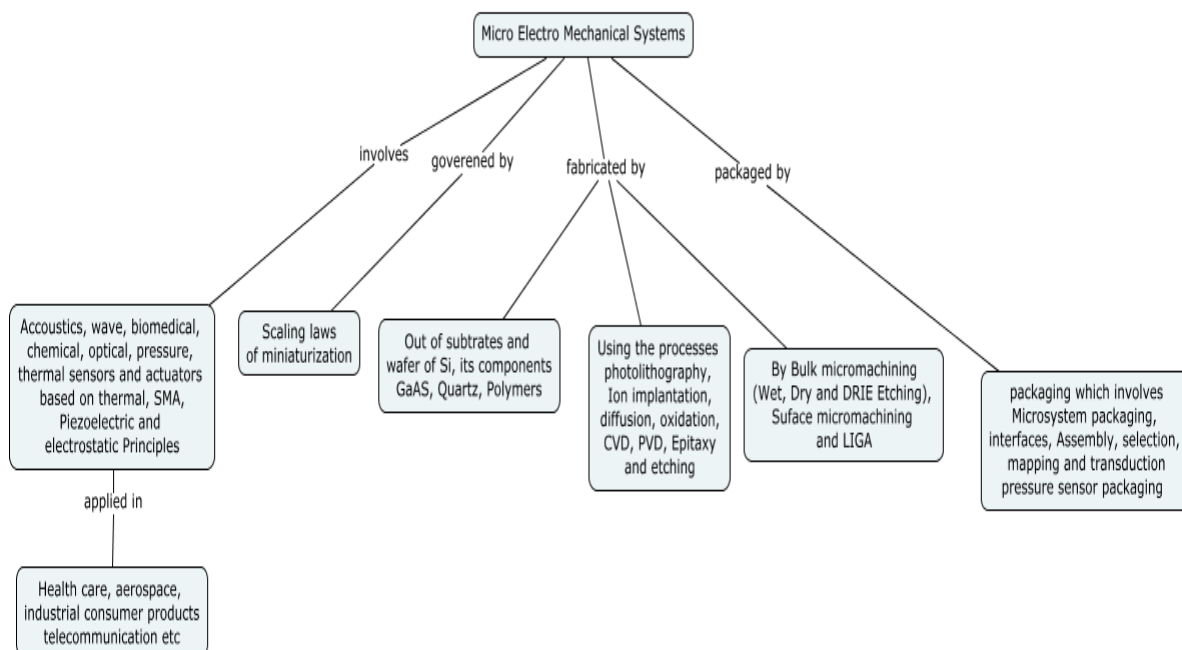 Micro Electro Mechanical Systems
involves
goverened by
fabricated by
packaged by
Accoustics, wave, biomedical,
chemical, optical, pressure,
thermal sensors and actuators
based on thermal, SMA,
Piezoelectric and
electrostatic Principles
Scaling laws
of miniaturization
Out of subtrates and
wafer of Si, its components
GaAS, Quartz, Polymers
Using the processes
photolithography,
Ion implantation,
diffusion, oxidation,
CVD, PVD, Epitaxy
and etching
By Bulk micromachining
(Wet, Dry and DRIE Etching),
Suface micromachining
and LIGA
packaging which involves
Microsystem packaging,
interfaces, Assembly, selection,
mapping and transduction
pressure sensor packaging
applied in
Health care, aerospace,
industrial consumer products
telecommunication etc